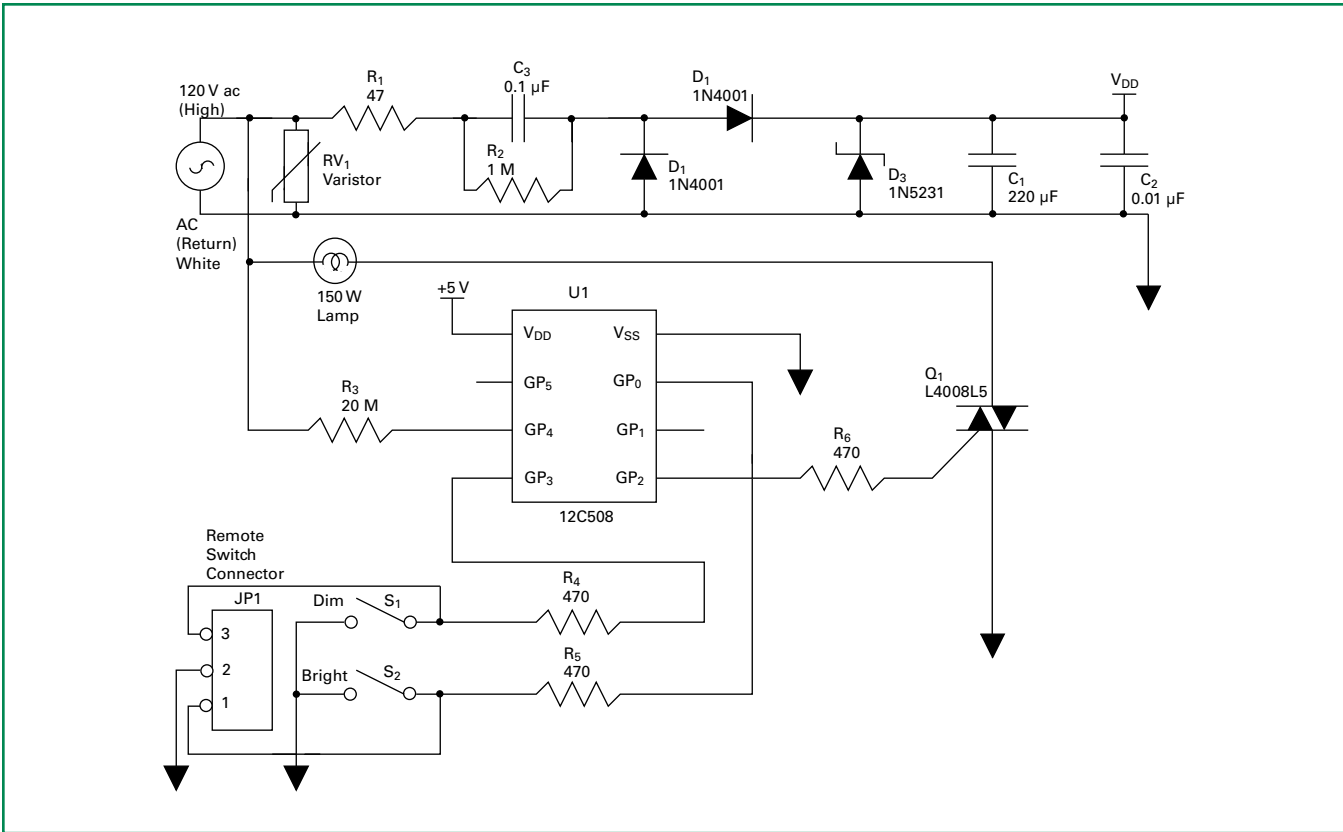 120 V ac
(High)
AC
(Return)
White
RV1
Varistor
R1
47
C3
0.1 µF
R2
1 M
D1
1N4001
D1
1N4001
D3
1N5231
C1
220 µF
VDD
C2
0.01 µF
150 W
Lamp
+5 V
U1
VDD
VSS
GP5
GP0
GP4
GP1
GP3
GP2
12C508
R3
20 M
Q1
L4008L5
R6
470
Remote
Switch
Connector
JP1
3
2
1
Dim
S1
Bright
S2
R4
470
R5
470